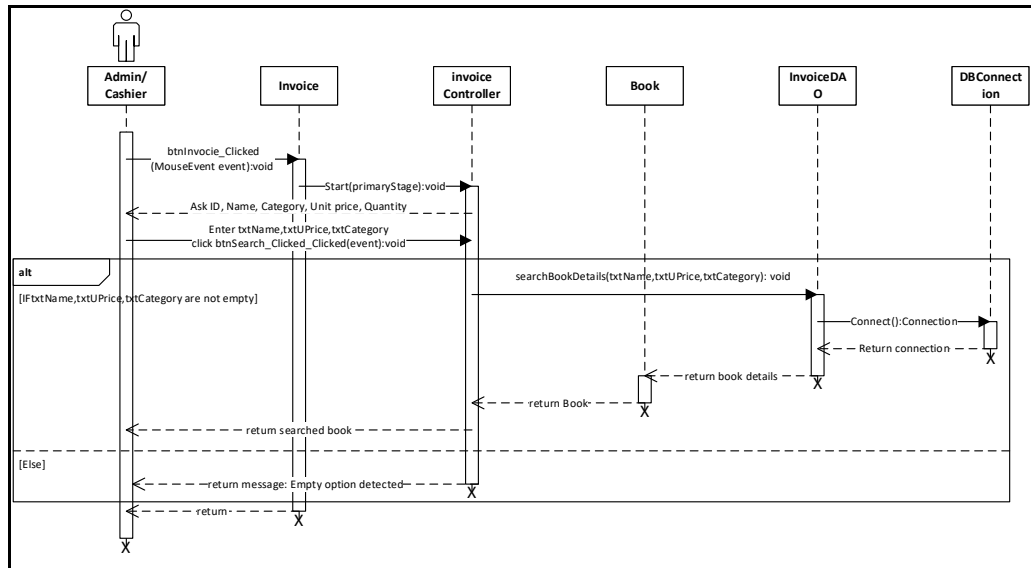 Admin/
Cashier
Invoice
invoice
Controller
Book
InvoiceDA
O
DBConnect
ion
btnInvocie_Clicked
(MouseEvent event):void
Start(primaryStage):void
Ask ID, Name, Category, Unit price, Quantity
Enter txtName,txtUPrice,txtCategory
click btnSearch_Clicked_Clicked(event):void
alt
searchBookDetails(txtName,txtUPrice,txtCategory): void
[IFtxtName,txtUPrice,txtCategory are not empty]
Connect():Connection
Return connection
return book details
return Book
return searched book
[Else]
return message: Empty option detected
return